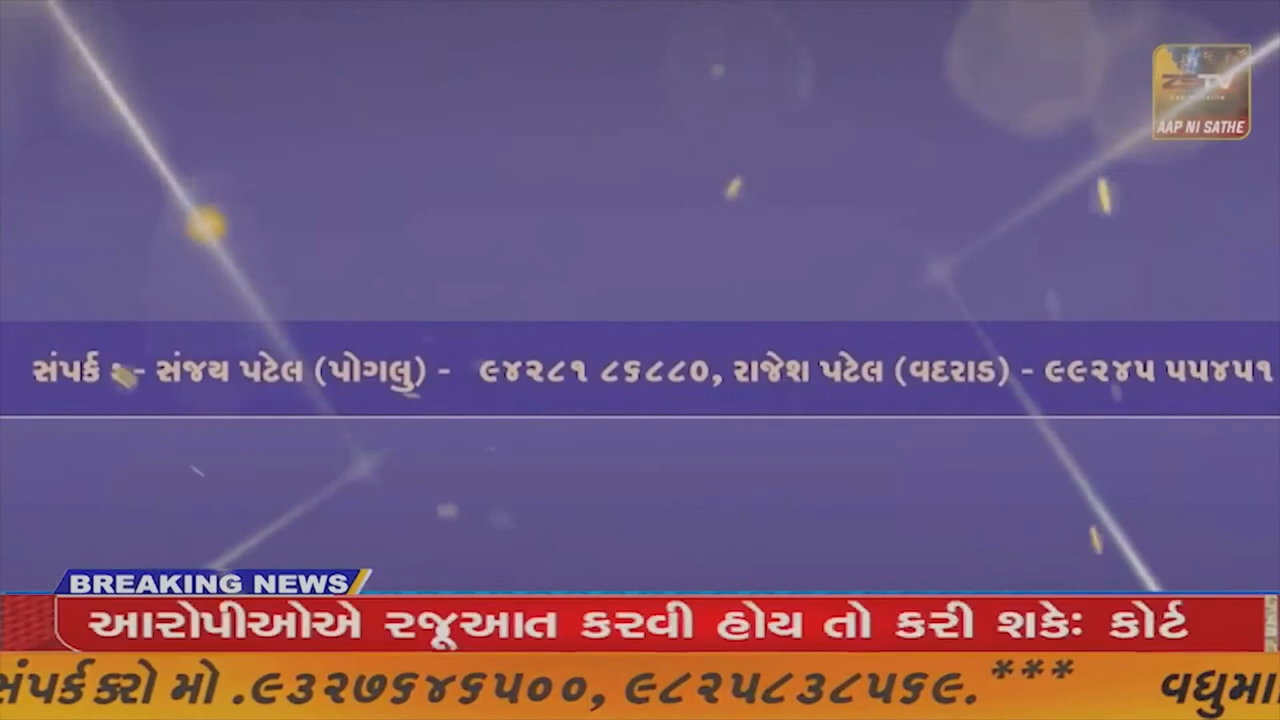 ZSTV
AAP NI SATHE
સંપર્ક :- સંજય પટેલ (પોગલુ) - ૯૪૨૮૧ ૮૬૮૮૦, રાજેશ પટેલ (વદરાડ) - ૯૯૨૪૫ ૫૫૪૫૧
BREAKING NEWS
આરોપીઓએ રજૂઆત કરવી હોય તો કરી શકેઃ કોર્ટ
સંપર્ક કરો મો .૯૩૨૭૬૪૬૫૦૦, ૯૮૨૫૮૩૮૫૬૯.*** વધુમા